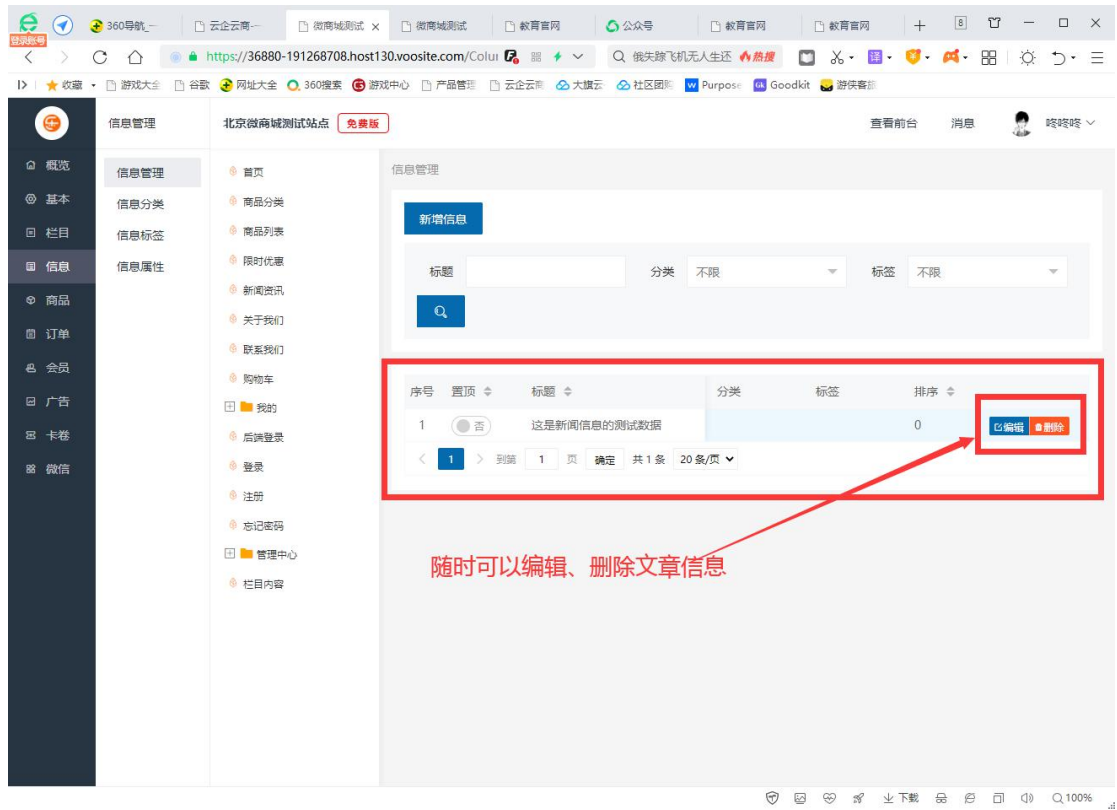 360导航_一
云企云商-一
微商城测试
微商城测试
教育官网
公众号
教育官网
教育官网
8
登录账号
https://36880-191268708.host130.voosite.com/Colu
俄失踪飞机无人生还
热搜
译
收藏
游戏大全
谷歌
网址大全
360搜索
游戏中心
产品管理
云企云商
大旗云
社区团购
W Purpose
Gk Goodkit
游侠客旅
信息管理
北京微商城测试站点
免费版
查看前台
消息
咚咚咚
概览
基本
栏目
信息
商品
订单
会员
广告
卡卷
微信
信息管理
信息分类
信息标签
信息属性
首页
商品分类
商品列表
限时优惠
新闻资讯
关于我们
联系我们
购物车
我的
后端登录
登录
注册
忘记密码
管理中心
栏目内容
信息管理
新增信息
标题
分类 不限
标签 不限
序号 置顶 标题 分类 标签 排序
1 否 这是新闻信息的测试数据 0 编辑 删除
1 到第 1 页 确定 共 1 条 20 条/页
随时可以编辑、删除文章信息
下载
100%